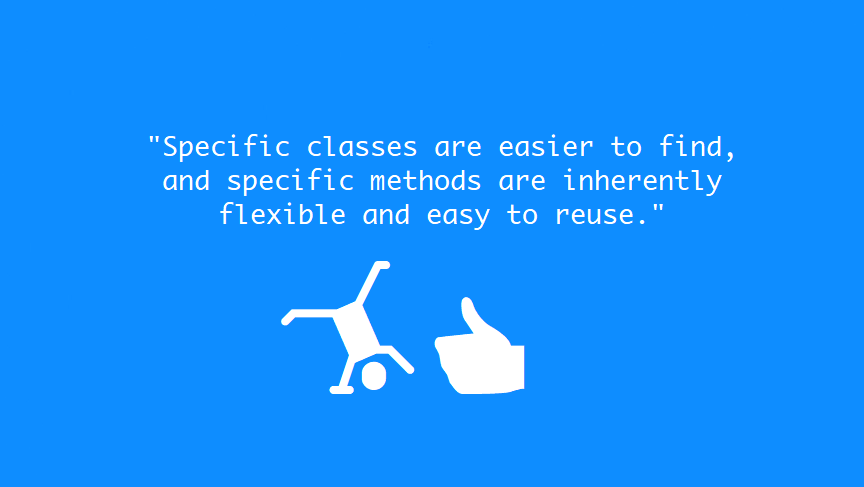 "Specific classes are easier to find,
and specific methods are inherently
flexible and easy to reuse."